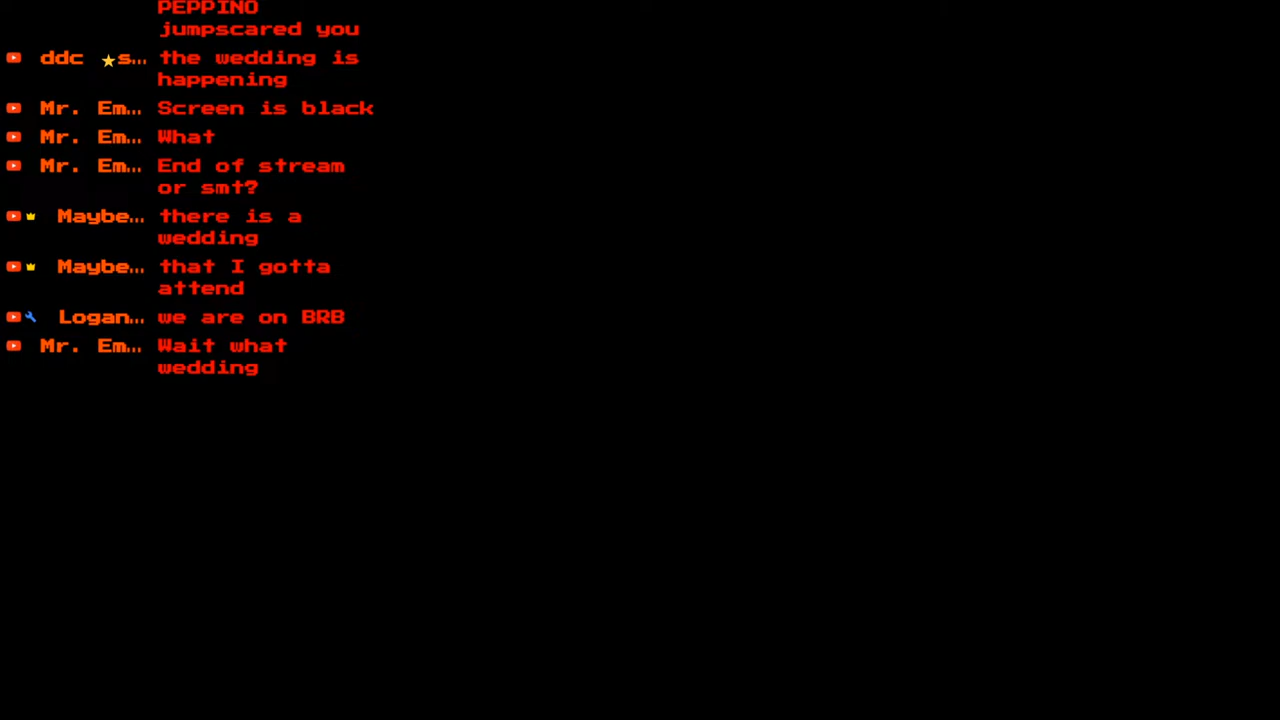 PEPPINO
jumpscared you
ddc ⭐s… the wedding is
happening
Mr. Em… Screen is black
Mr. Em… What
Mr. Em… End of stream
or smt?
Maybe… there is a
wedding
Maybe… that I gotta
attend
Logan… we are on BRB
Mr. Em… Wait what
wedding